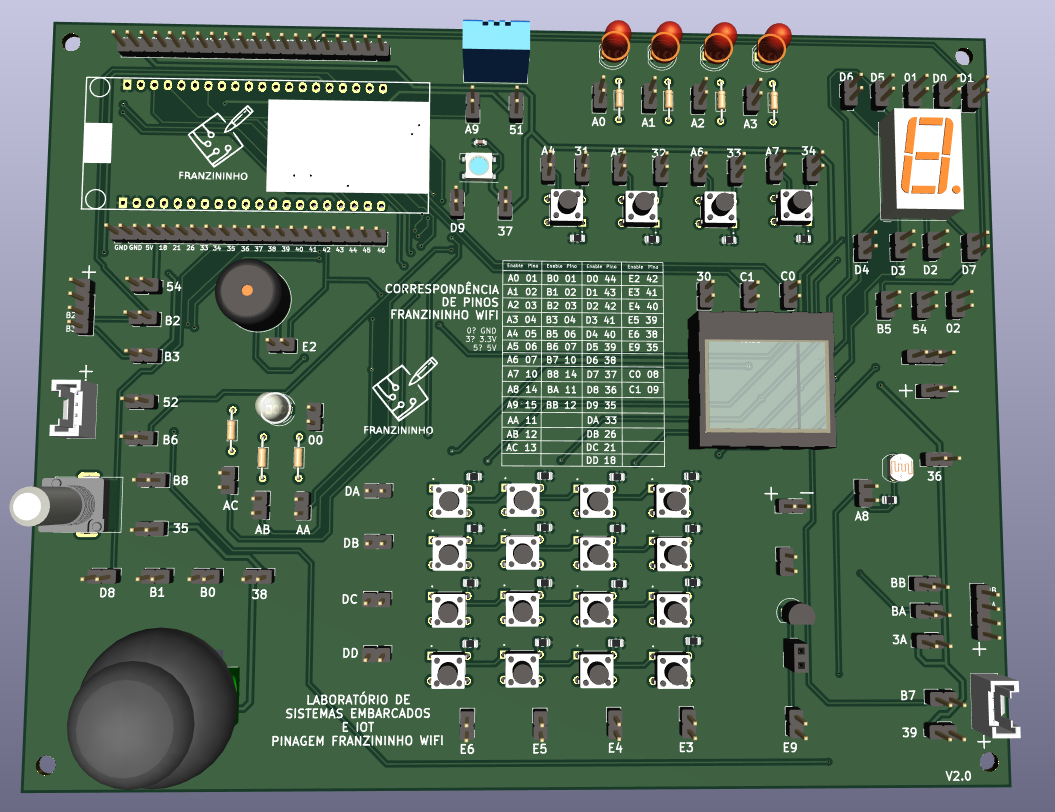 A9
51
A0
A1
A2
A3
D6
D5
01
D0
D1
FRANZININHO
A4
31
A5
32
A6
33
A7
34
D9
37
GND GND 5V 18 21 26 33 34 35 36 37 38 39 40 41 42 43 44 45 46
D4
D3
D2
D7
54
B2
B3
E2
CORRESPONDÊNCIA
DE PINOS
FRANZININHO WIFI
0? GND
3? 3.3V
5? 5V
Enable Pino Enable Pino Enable Pino Enable Pino
A0 01 B0 01 D0 44 E2 42
A1 02 B1 02 D1 43 E3 41
A2 03 B2 03 D2 42 E4 40
A3 04 B3 04 D3 41 E5 39
A4 05 B5 06 D4 40 E6 38
A5 06 B6 07 D5 39 E9 35
A6 07 B7 10 D6 38
A7 10 B8 14 D7 37 C0 08
A8 14 BA 11 D8 36 C1 09
A9 15 BB 12 D9 35
AA 11 DA 33
AB 12 DB 26
AC 13 DC 21
DD 18
30
C1
C0
B5
54
02
+
+
-
FRANZININHO
+
52
B6
B8
35
00
AC
AB
AA
D8
B1
B0
38
DA
DB
DC
DD
+
-
36
A8
BB
BA
3A
+
B7
39
+
LABORATÓRIO DE
SISTEMAS EMBARCADOS
E IOT
PINAGEM FRANZININHO WIFI
E6
E5
E4
E3
E9
V2.0